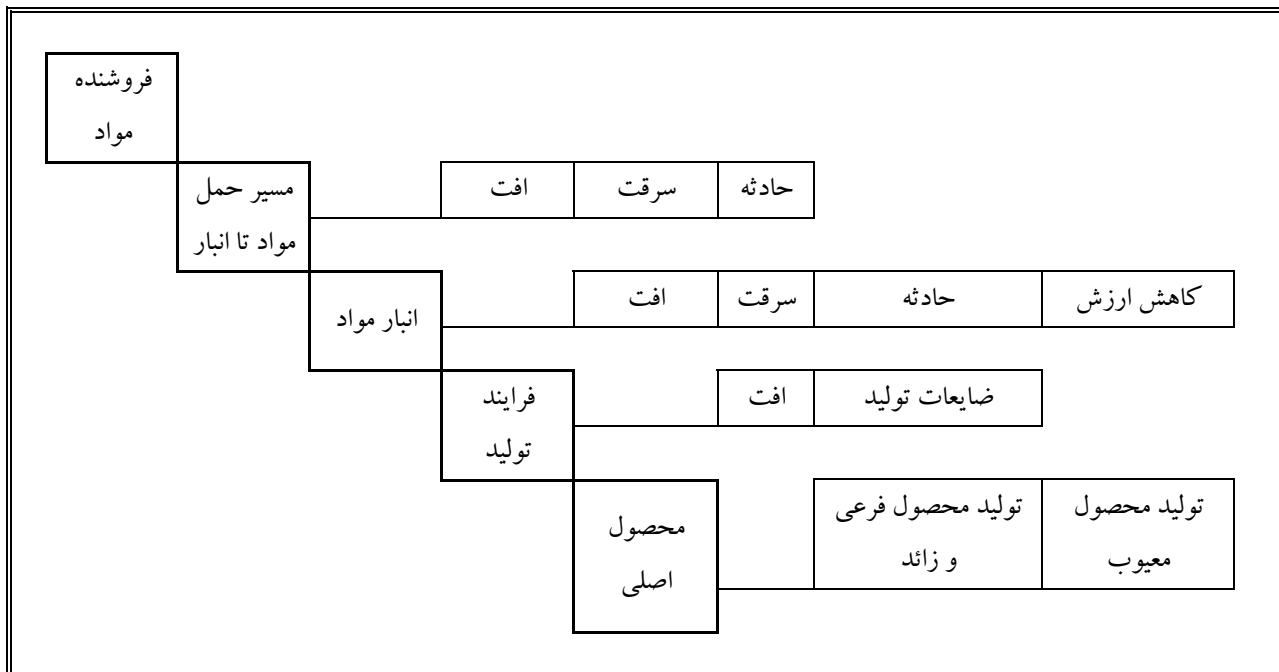 فروشنده
مواد
مسیر حمل
مواد تا انبار
افت
سرقت
حادثه
انبار مواد
افت
سرقت
حادثه
کاهش ارزش
فرایند
تولید
افت
ضایعات تولید
محصول
اصلی
تولید محصول فرعی
و زائد
تولید محصول
معیوب